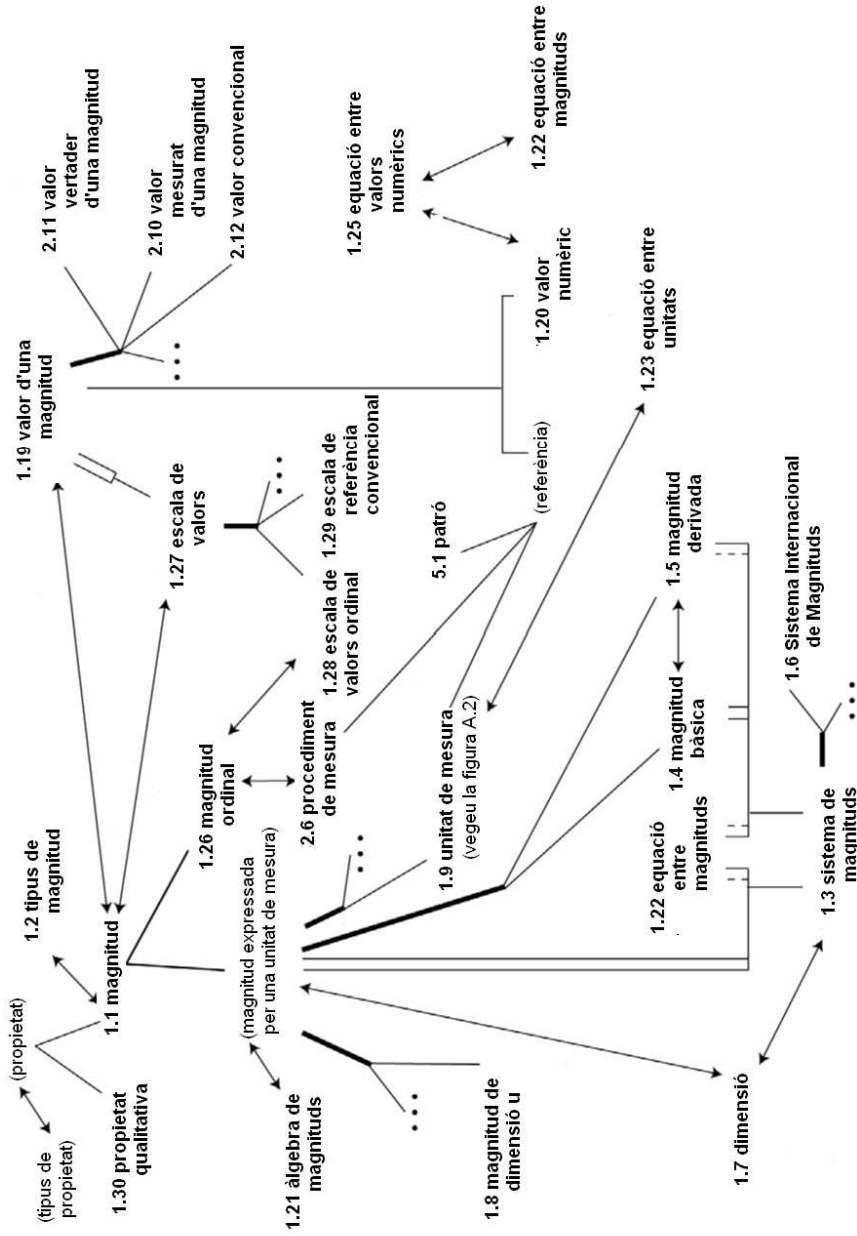 (tipus de
propietat)
(propietat)
1.30 propietat
qualitativa
1.1 magnitud
1.2 tipus de
magnitud
1.19 valor d'una
magnitud
2.11 valor
vertader
d'una magnitud
2.10 valor
mesurat
d'una magnitud
2.12 valor convencional
1.27 escala de
valors
1.26 magnitud
ordinal
1.28 escala de
valors ordinal
1.29 escala de
referència
convencional
1.25 equació entre
valors
numèrics
1.21 àlgebra de
magnituds
(magnitud expressada
per una unitat de mesura)
2.6 procediment
de mesura
5.1 patró
(referència)
1.20 valor
numèric
1.22 equació entre
magnituds
1.8 magnitud de
dimensió u
1.9 unitat de mesura
(vegeu la figura A.2)
1.23 equació entre
unitats
1.22 equació
entre
magnituds
1.4 magnitud
bàsica
1.5 magnitud
derivada
1.7 dimensió
1.3 sistema de
magnituds
1.6 Sistema Internacional
de Magnituds